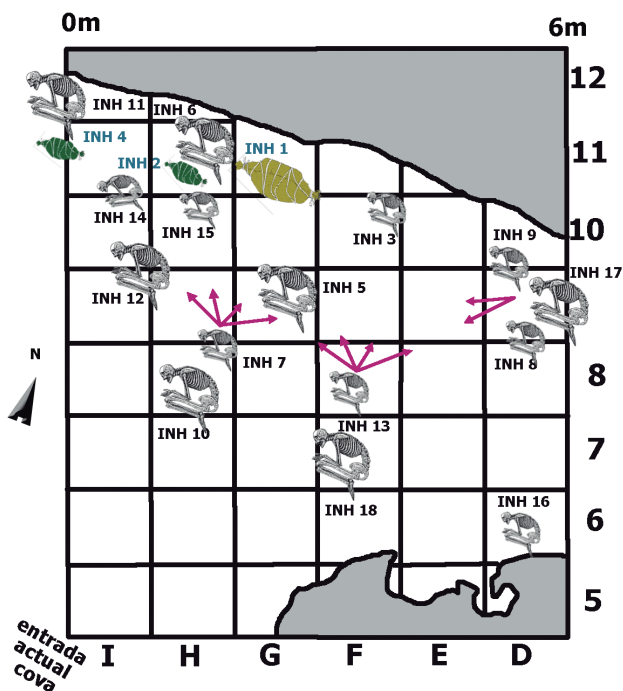 0m
6m
12
INH 11
INH 6
INH 4
INH 2
INH 1
11
INH 14
INH 15
INH 3
INH 9
10
INH 17
INH 12
INH 5
INH 7
INH 8
N
8
INH 10
INH 13
7
INH 18
INH 16
6
5
entrada
actual
cova
I
H
G
F
E
D